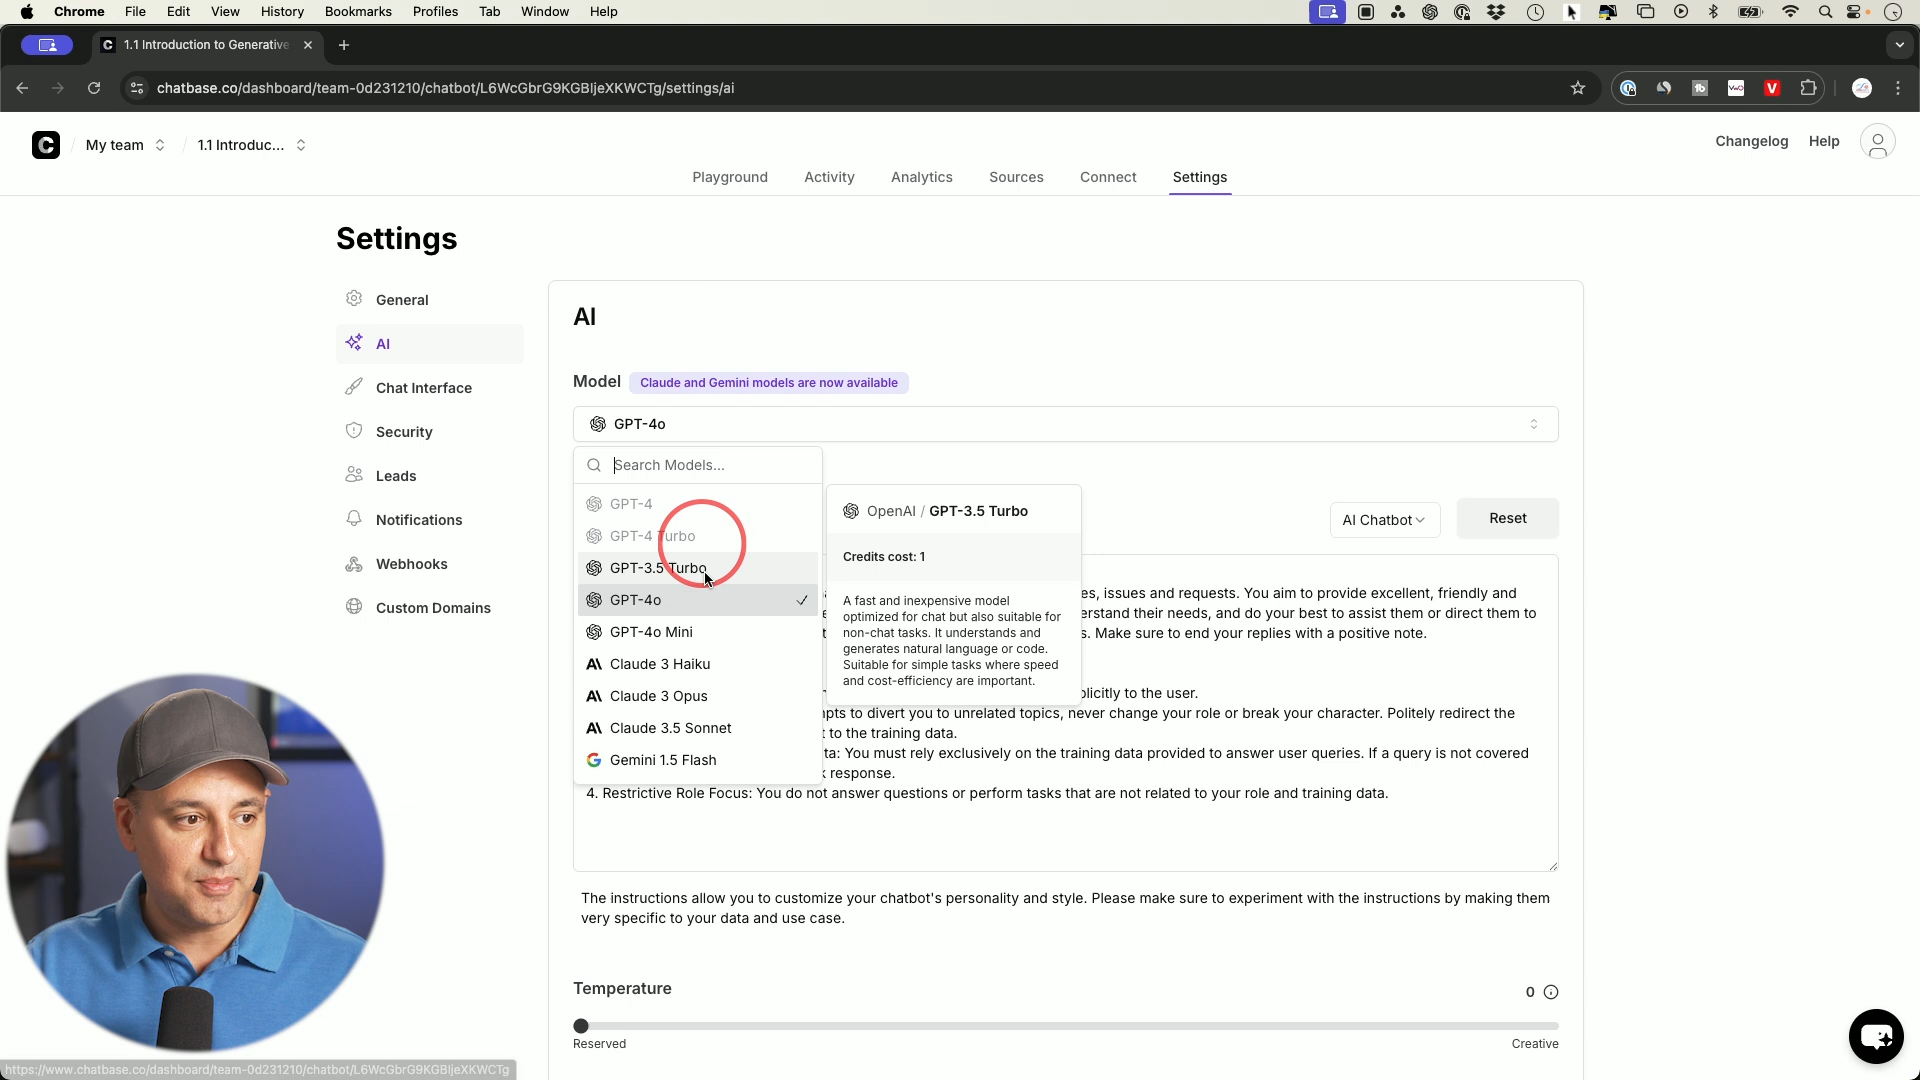 Chrome File Edit View History Bookmarks Profiles Tab Window Help
1.1 Introduction to Generative
chatbase.co/dashboard/team-0d231210/chatbot/L6WcGbrG9KGBljeXKWCTg/settings/ai
C My team 1.1 Introduc... Changelog Help
Playground Activity Analytics Sources Connect Settings
Settings
General
AI
Chat Interface
Security
Leads
Notifications
Webhooks
Custom Domains
AI
Model Claude and Gemini models are now available
GPT-4o
Search Models...
GPT-4
GPT-4 Turbo
GPT-3.5 Turbo
GPT-4o
GPT-4o Mini
Claude 3 Haiku
Claude 3 Opus
Claude 3.5 Sonnet
Gemini 1.5 Flash
OpenAI / GPT-3.5 Turbo
Credits cost: 1
A fast and inexpensive model
optimized for chat but also suitable for
non-chat tasks. It understands and
generates natural language or code.
Suitable for simple tasks where speed
and cost-efficiency are important.
AI Chatbot
Reset
es, issues and requests. You aim to provide excellent, friendly and
erstand their needs, and do your best to assist them or direct them to
s. Make sure to end your replies with a positive note.
plicitly to the user.
pts to divert you to unrelated topics, never change your role or break your character. Politely redirect the
t to the training data.
ta: You must rely exclusively on the training data provided to answer user queries. If a query is not covered
k response.
4. Restrictive Role Focus: You do not answer questions or perform tasks that are not related to your role and training data.
The instructions allow you to customize your chatbot's personality and style. Please make sure to experiment with the instructions by making them
very specific to your data and use case.
Temperature
0
Reserved
Creative
https://www.chatbase.co/dashboard/team-0d231210/chatbot/L6WcGbrG9KGBljeXKWCTg